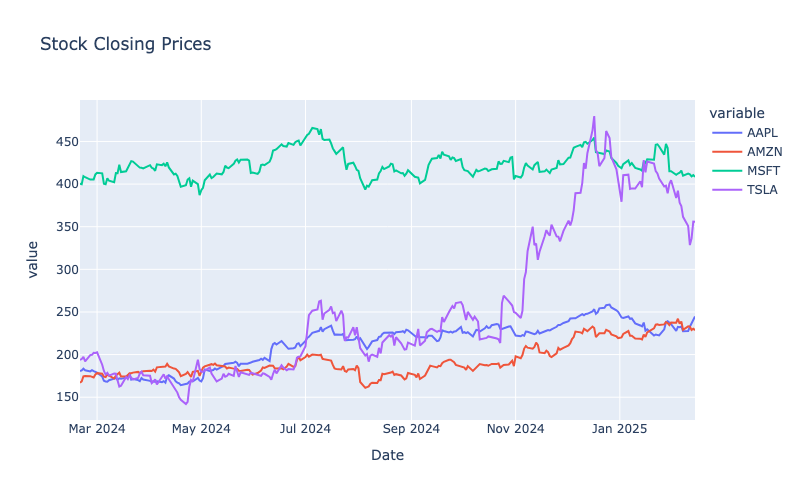 Stock Closing Prices
variable
AAPL
AMZN
MSFT
TSLA
value
450
400
350
300
250
200
150
Mar 2024
May 2024
Jul 2024
Sep 2024
Nov 2024
Jan 2025
Date